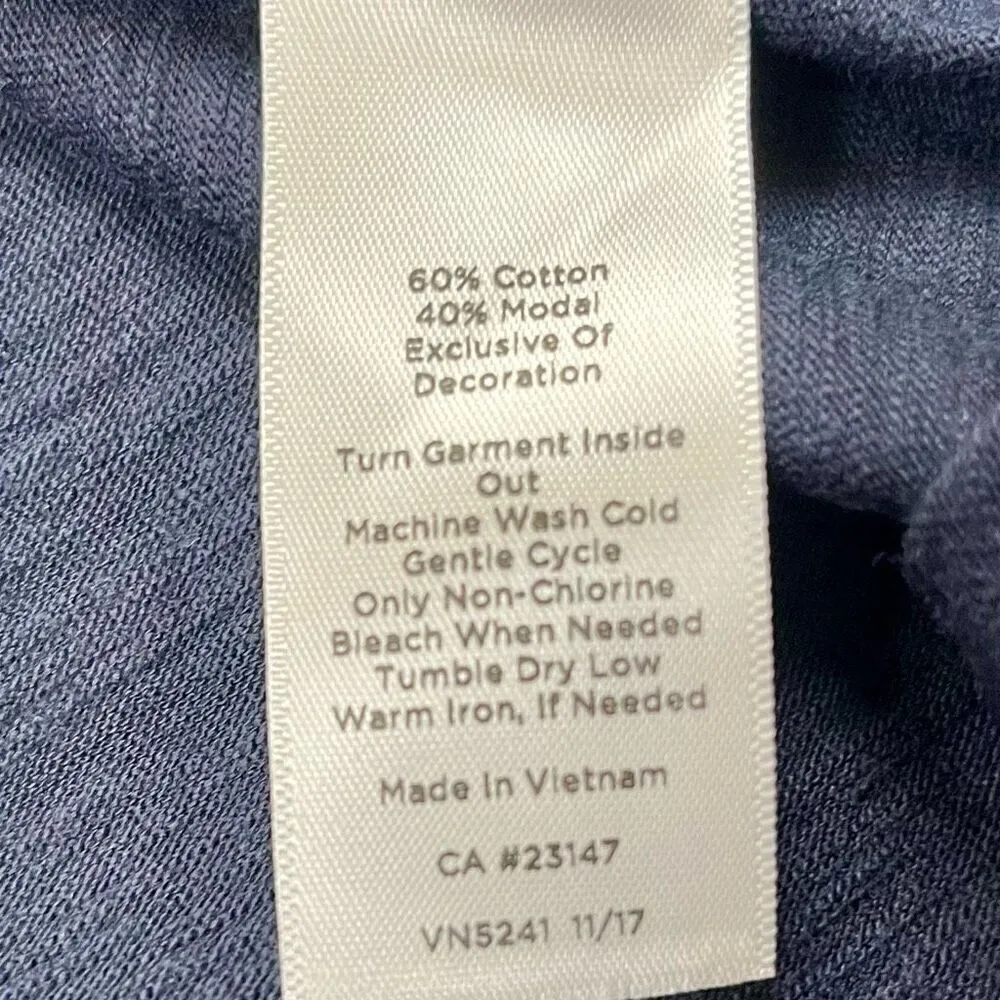 60% Cotton
40% Modal
Exclusive Of
Decoration
Turn Garment Inside
Out
Machine Wash Cold
Gentle Cycle
Only Non-Chlorine
Bleach When Needed
Tumble Dry Low
Warm Iron, If Needed
Made In Vietnam
CA #23147
VN5241 11/17